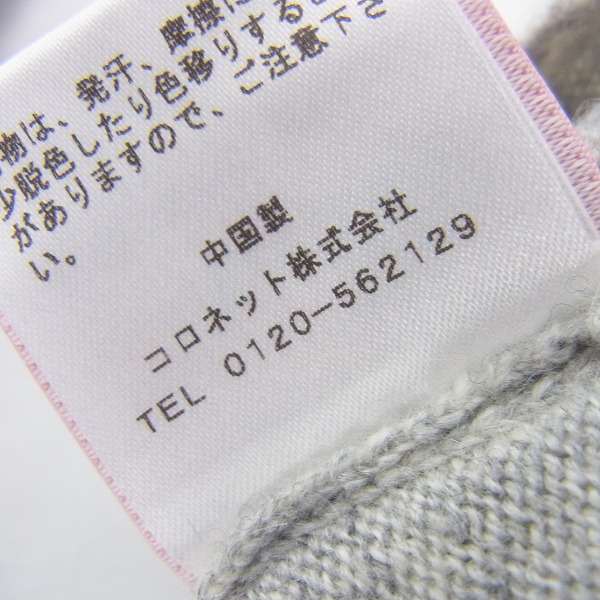 物は、発汗、摩擦に
少脱色したり色移りする
がありますので、ご注意下さ
い。
中国製
コロネット株式会社
TEL 0120-562129